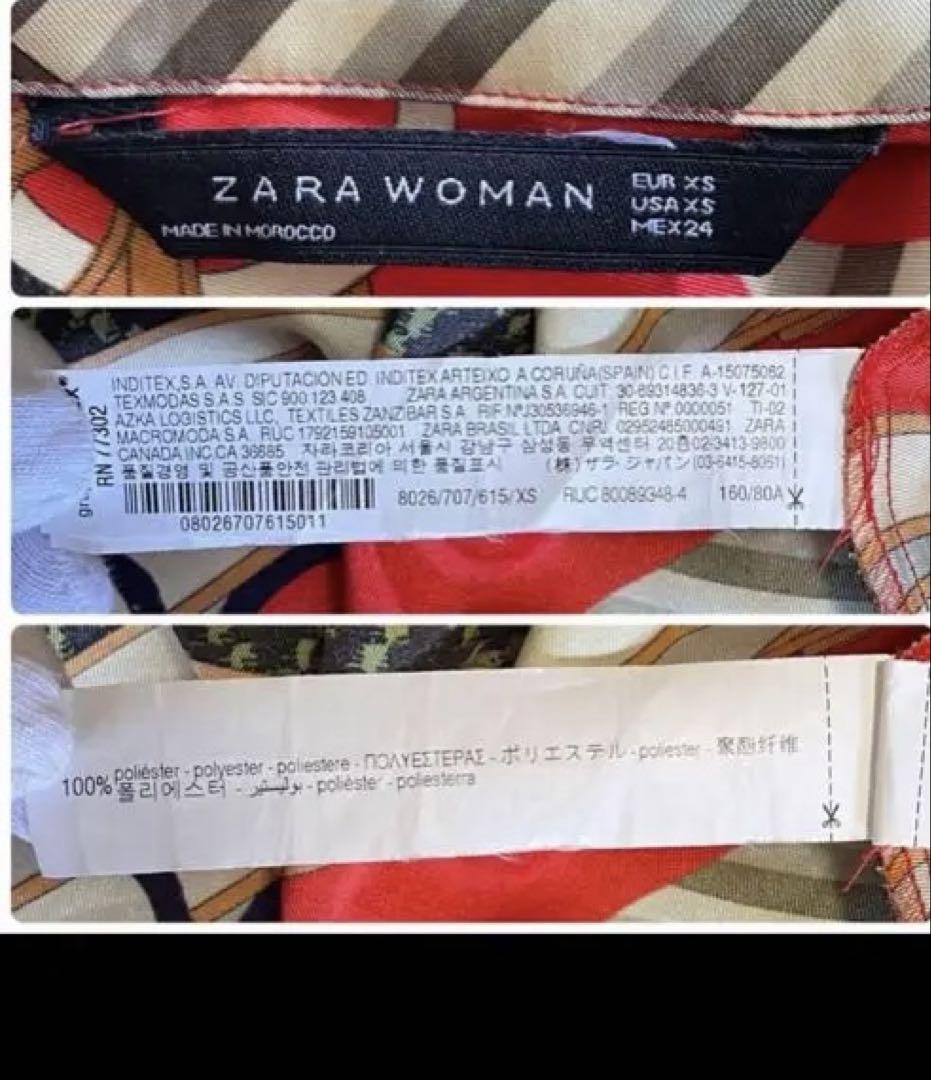 ZARA WOMAN
EUR XS
USA XS
MEX 24
MADE IN MOROCCO
RN 77302
INDITEX,S.A. AV. DIPUTACION ED. INDITEX ARTEIXO A CORUÑA(SPAIN) C.I.F. A-15075062
TEXMODAS S.A.S SIC 900 123 408 ZARA ARGENTINA S.A. CUIT. 30-69314836-3 V-127-01
AZKA LOGISTICS LLC, TEXTILES ZANZIBAR S.A. RIF.NºJ30536946-1 REG Nº 0000051 TI-02
MACROMODA S.A. RUC 1792159105001 ZARA BRASIL LTDA. CNPJ 02952485000491 ZARA
CANADA INC.CA 36685 자라코리아 서울시 강남구 삼성동 무역센터 20층02-3413-9800
품질경영 및 공산품안전 관리법에 의한 품질표시 (株)ザラ・ジャパン(03-6415-8061)
8026/707/615/XS RUC 80089348-4 160/80A
08026707615011
100% poliéster - polyester - poliestere - ΠΟΛΥΕΣΤΕΡΑΣ - ポリエステル - poliester - 聚酯纤维
폴리에스터 - بوليستير - polièster - poliesterra